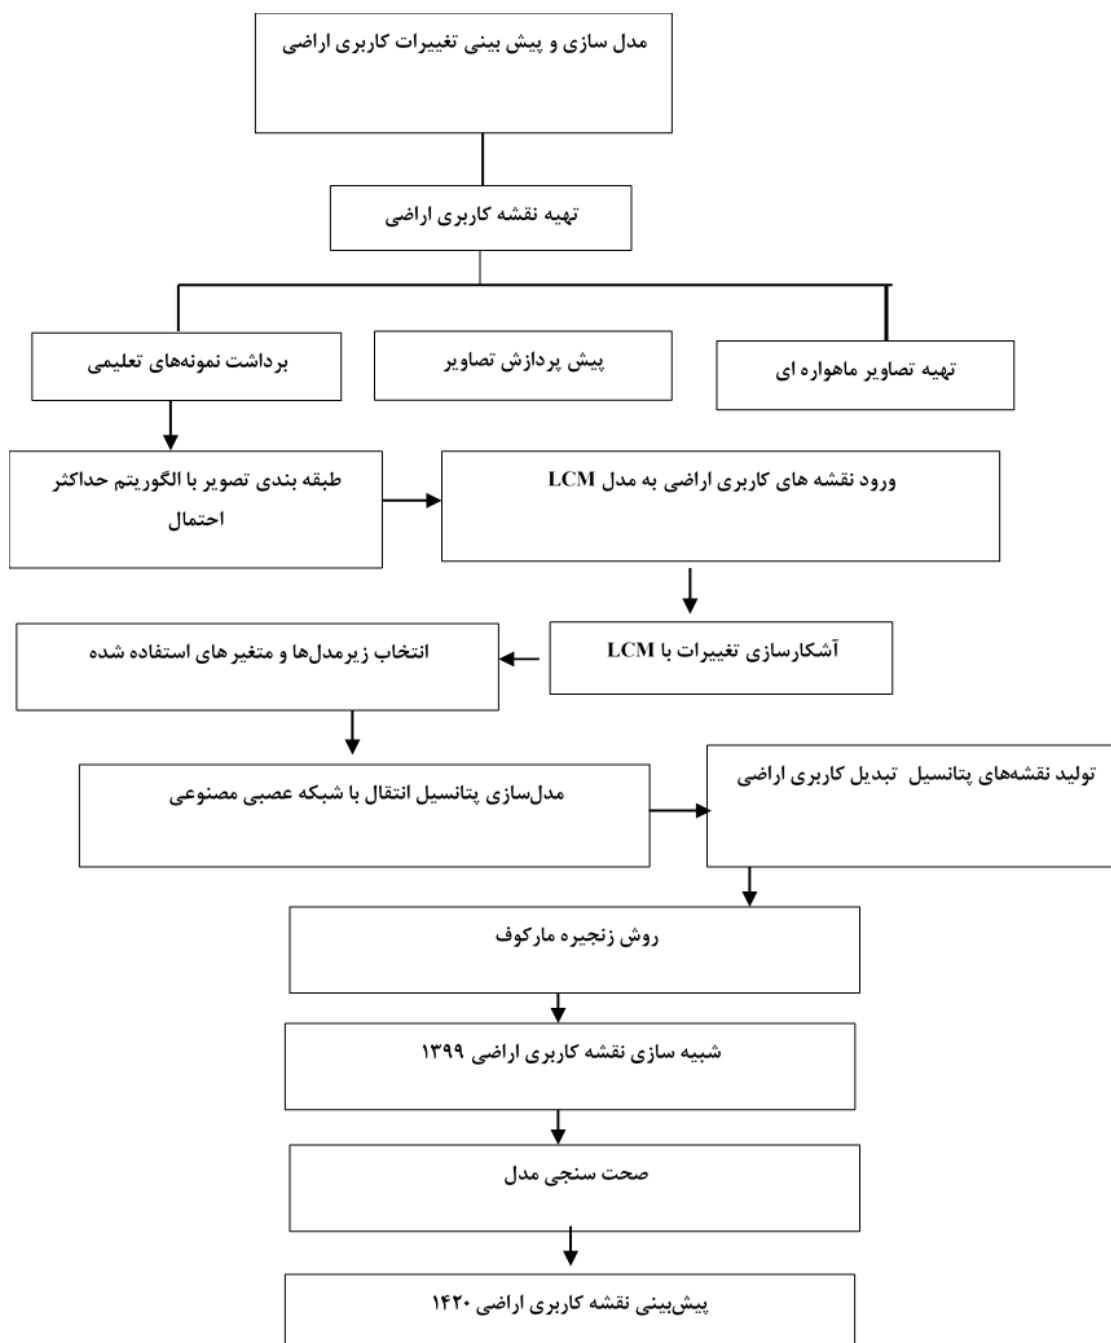 مدل سازی و پیش بینی تغییرات کاربری اراضی
تهیه نقشه کاربری اراضی
تهیه تصاویر ماهواره ای
پیش پردازش تصاویر
برداشت نمونه‌های تعلیمی
طبقه بندی تصویر با الگوریتم حداکثر
احتمال
ورود نقشه های کاربری اراضی به مدل LCM
آشکارسازی تغییرات با LCM
انتخاب زیرمدل‌ها و متغیر های استفاده شده
مدل‌سازی پتانسیل انتقال با شبکه عصبی مصنوعی
تولید نقشه‌های پتانسیل تبدیل کاربری اراضی
روش زنجیره مارکوف
شبیه سازی نقشه کاربری اراضی ۱۳۹۹
صحت سنجی مدل
پیش‌بینی نقشه کاربری اراضی ۱۴۲۰